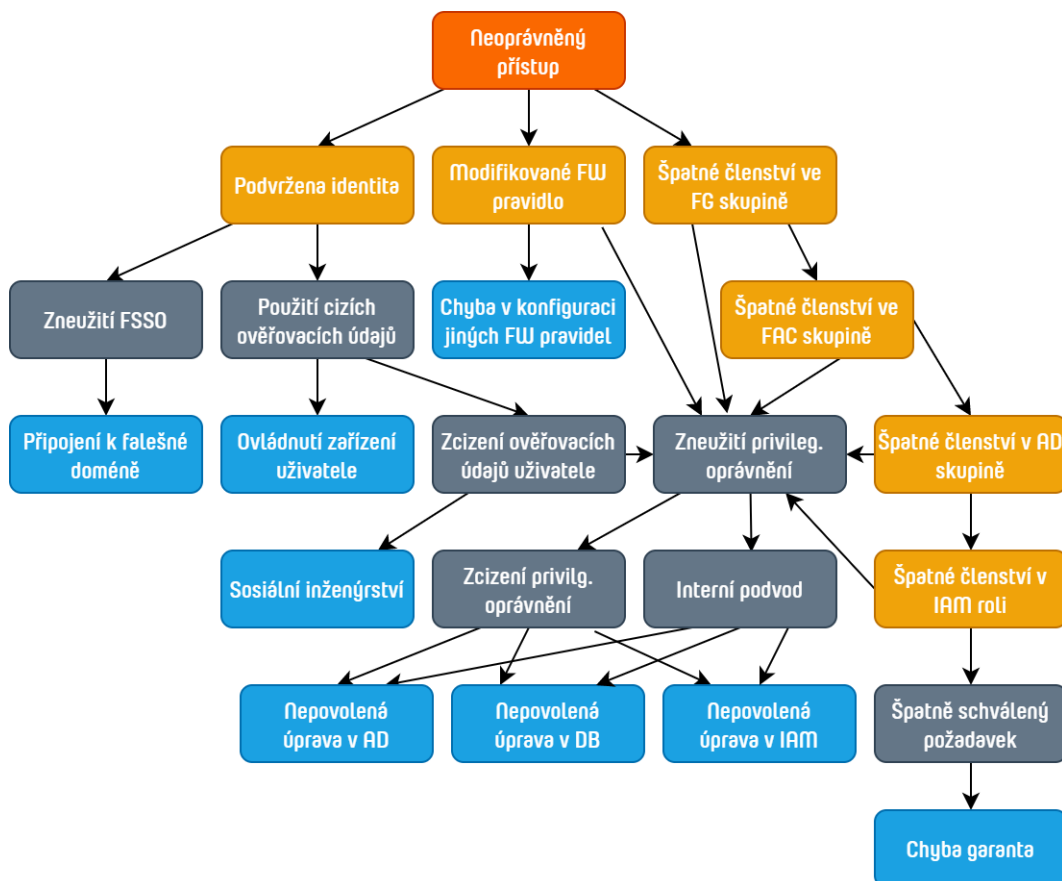 Neoprávněný
přístup
Podvržena identita
Modifikované FW
pravidlo
Špatné členství ve
FG skupině
Zneužití FSSO
Použití cizích
ověřovacích údajů
Chyba v konfiguraci
jiných FW pravidel
Špatné členství ve
FAC skupině
Připojení k falešné
doméně
Ovládnutí zařízení
uživatele
Zcizení ověřovacích
údajů uživatele
Zneužití privileg.
oprávnění
Špatné členství v AD
skupině
Sosiální inženýrství
Zcizení privilg.
oprávnění
Interní podvod
Špatné členství v
IAM roli
Nepovolená
úprava v AD
Nepovolená
úprava v DB
Nepovolená
úprava v IAM
Špatně schválený
požadavek
Chyba garanta